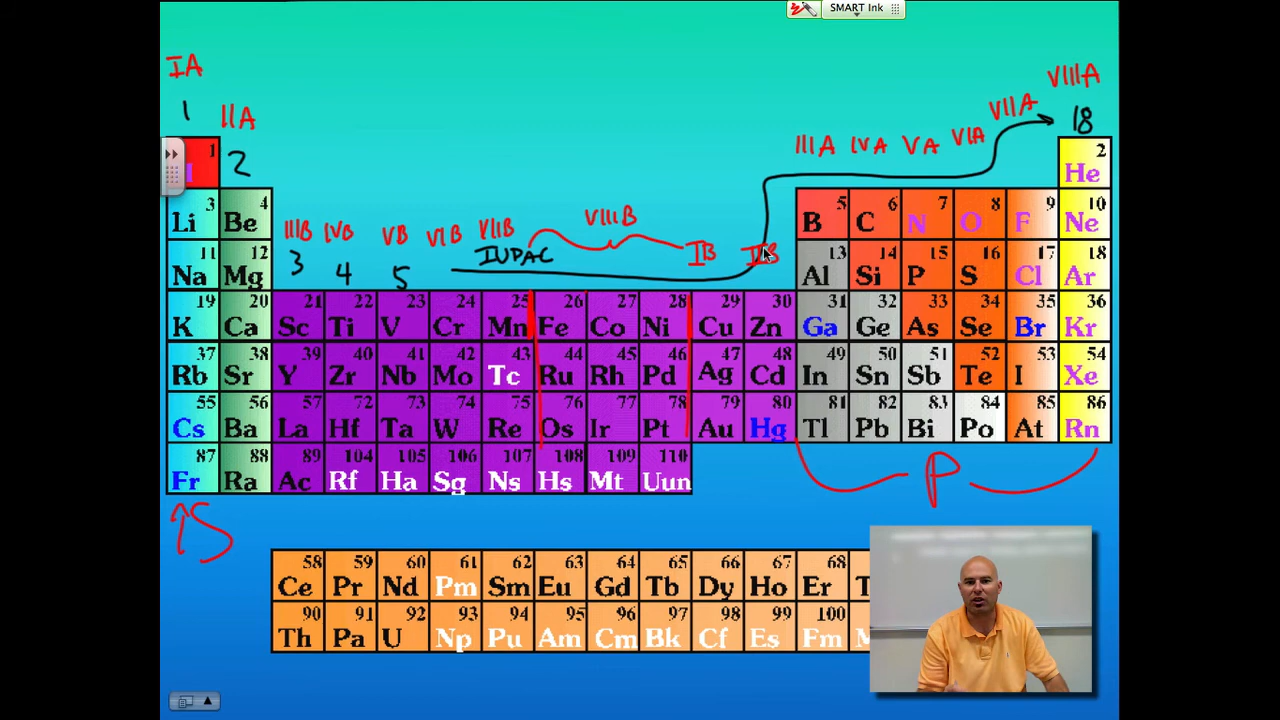 SMART Ink
IA VIIIA
1 IIA VIIA 18
2 IIIA IVA VA VIA
1 2
He
3 4 IIIB IVB VB VIB VIIB VIIIB IB IIB 5 6 7 8 9 10
Li Be 3 4 5 IUPAC B C N O F Ne
11 12 13 14 15 16 17 18
Na Mg Al Si P S Cl Ar
19 20 21 22 23 24 25 26 27 28 29 30 31 32 33 34 35 36
K Ca Sc Ti V Cr Mn Fe Co Ni Cu Zn Ga Ge As Se Br Kr
37 38 39 40 41 42 43 44 45 46 47 48 49 50 51 52 53 54
Rb Sr Y Zr Nb Mo Tc Ru Rh Pd Ag Cd In Sn Sb Te I Xe
55 56 57 72 73 74 75 76 77 78 79 80 81 82 83 84 85 86
Cs Ba La Hf Ta W Re Os Ir Pt Au Hg Tl Pb Bi Po At Rn
87 88 89 104 105 106 107 108 109 110
Fr Ra Ac Rf Ha Sg Ns Hs Mt Uun P
S
58 59 60 61 62 63 64 65 66 67 68
Ce Pr Nd Pm Sm Eu Gd Tb Dy Ho Er
90 91 92 93 94 95 96 97 98 99 100
Th Pa U Np Pu Am Cm Bk Cf Es Fm